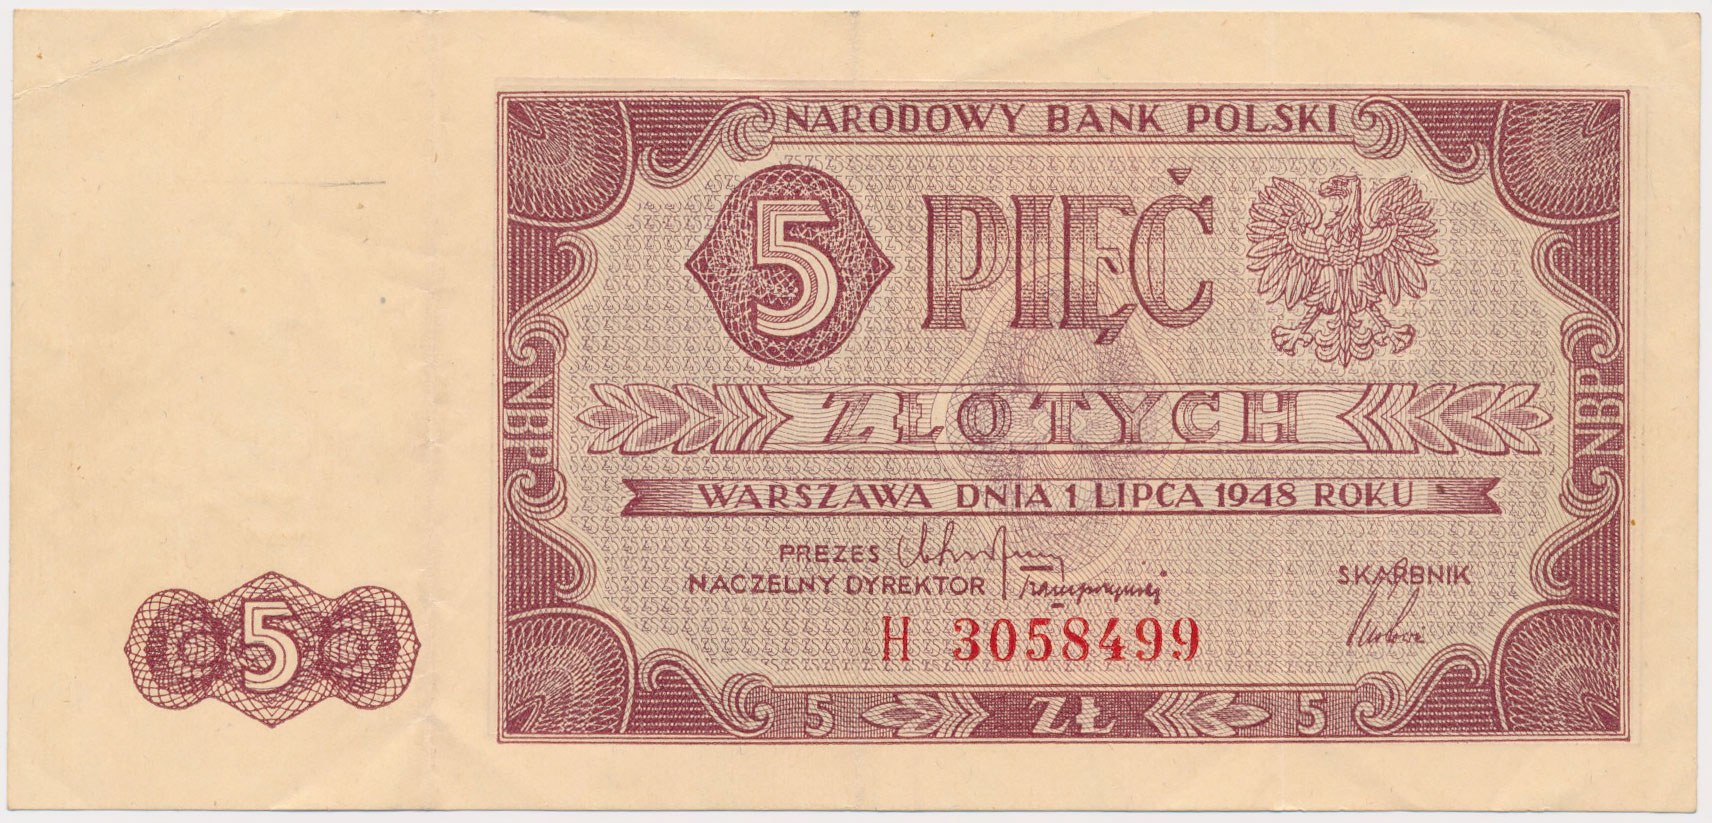 NARODOWY BANK POLSKI
5 PIĘĆ
ZŁOTYCH
WARSZAWA DNIA 1 LIPCA 1948 ROKU
PREZES
NACZELNY DYREKTOR
SKARBNIK
H 3058499
5 ZŁ 5
NBP
NBP
5